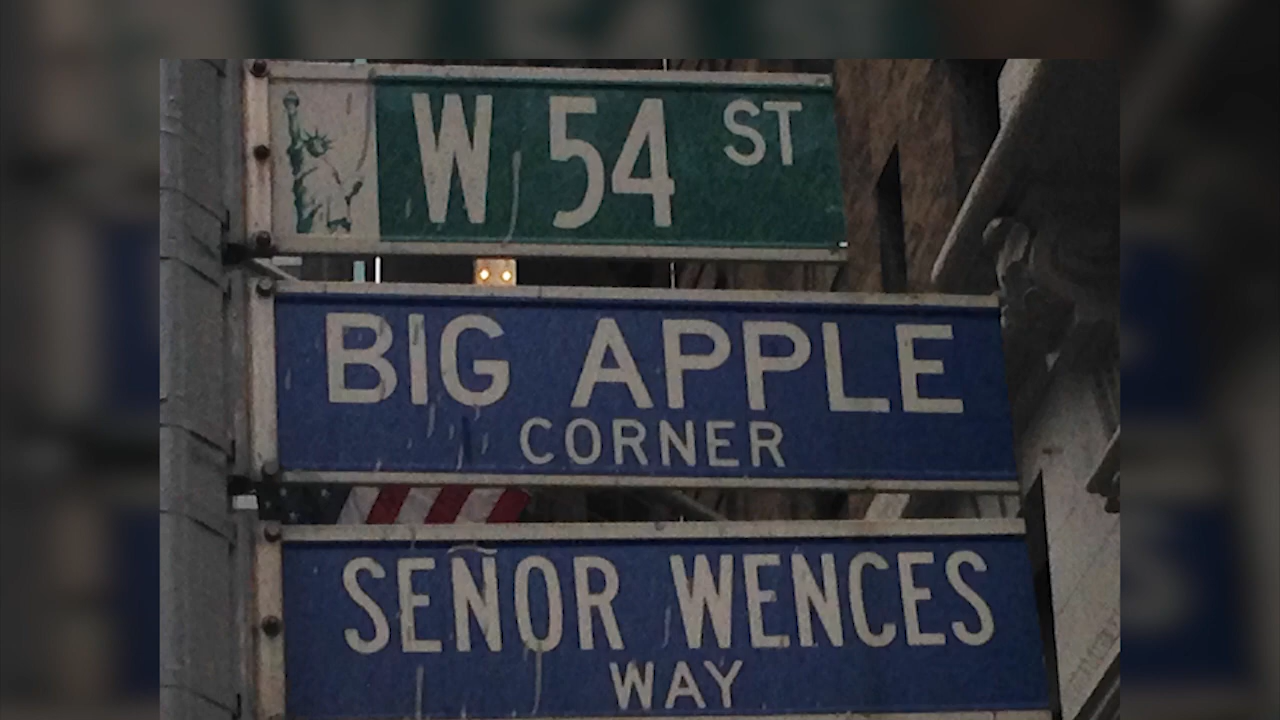 W 54 ST
BIG APPLE
CORNER
SEÑOR WENCES
WAY